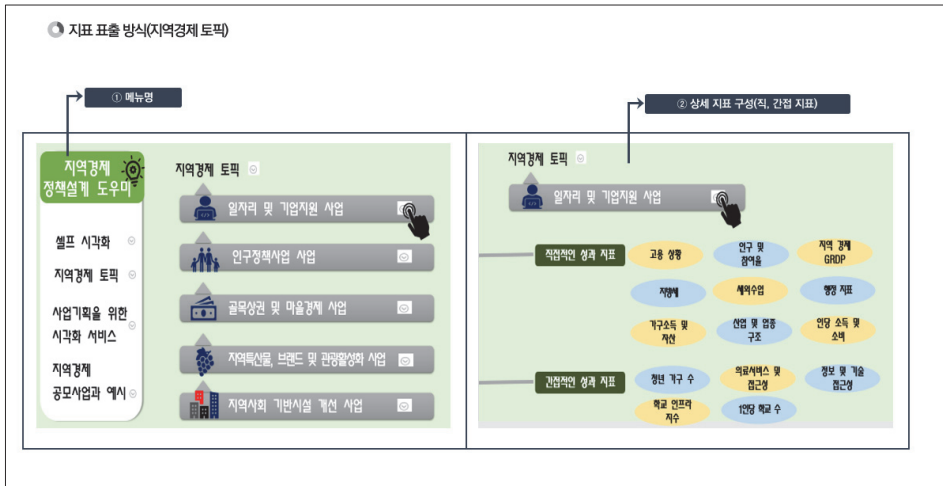 지표 표출 방식(지역경제 토픽)
① 메뉴명
② 상세 지표 구성(직, 간접 지표)
지역경제
정책설계 도우미
셀프 시각화
지역경제 토픽
사업기획을 위한
시각화 서비스
지역경제
공모사업과 예시
지역경제 토픽
일자리 및 기업지원 사업
인구정책사업 사업
골목상권 및 마을경제 사업
지역특산물, 브랜드 및 관광활성화 사업
지역사회 기반시설 개선 사업
지역경제 토픽
일자리 및 기업지원 사업
직접적인 성과 지표
고용 상황
인구 및
참여율
지역 경제
GRDP
지방세
세외수입
행정 지표
가구소득 및
자산
산업 및 업종
구조
인당 소득 및
소비
간접적인 성과 지표
청년 가구 수
의료서비스 및
접근성
정보 및 기술
접근성
학교 인프라
지수
1인당 학교 수